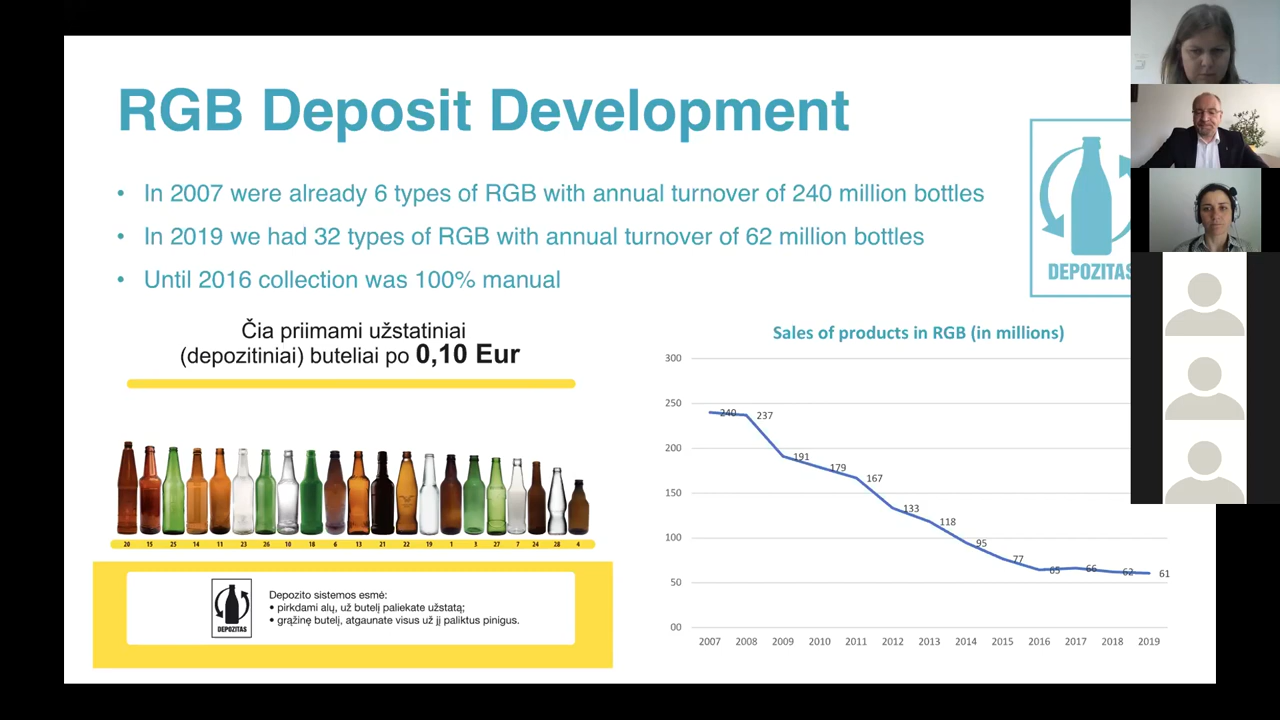 RGB Deposit Development
• In 2007 were already 6 types of RGB with annual turnover of 240 million bottles
• In 2019 we had 32 types of RGB with annual turnover of 62 million bottles
• Until 2016 collection was 100% manual
DEPOZITAS
Čia priimami užstatiniai
(depozitiniai) buteliai po 0,10 Eur
20 15 25 14 11 23 26 10 18 6 13 21 22 19 1 3 27 7 24 28 4
DEPOZITAS
Depozito sistemos esmė:
• pirkdami alų, už butelį paliekate užstatą;
• grąžinę butelį, atgaunate visus už jį paliktus pinigus.
Sales of products in RGB (in millions)
300
250
200
150
100
50
00
240 237 191 179 167 133 118 95 77 65 66 62 61
2007 2008 2009 2010 2011 2012 2013 2014 2015 2016 2017 2018 2019